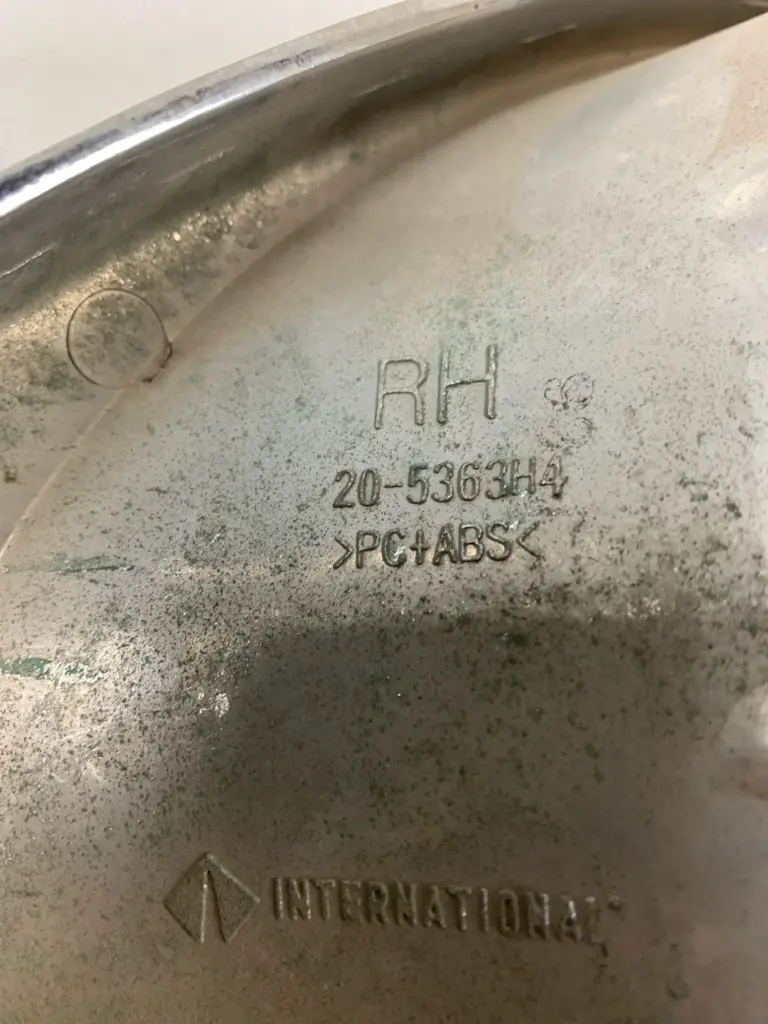 RH
20-5363H4
>PC+ABS<
INTERNATIONAL